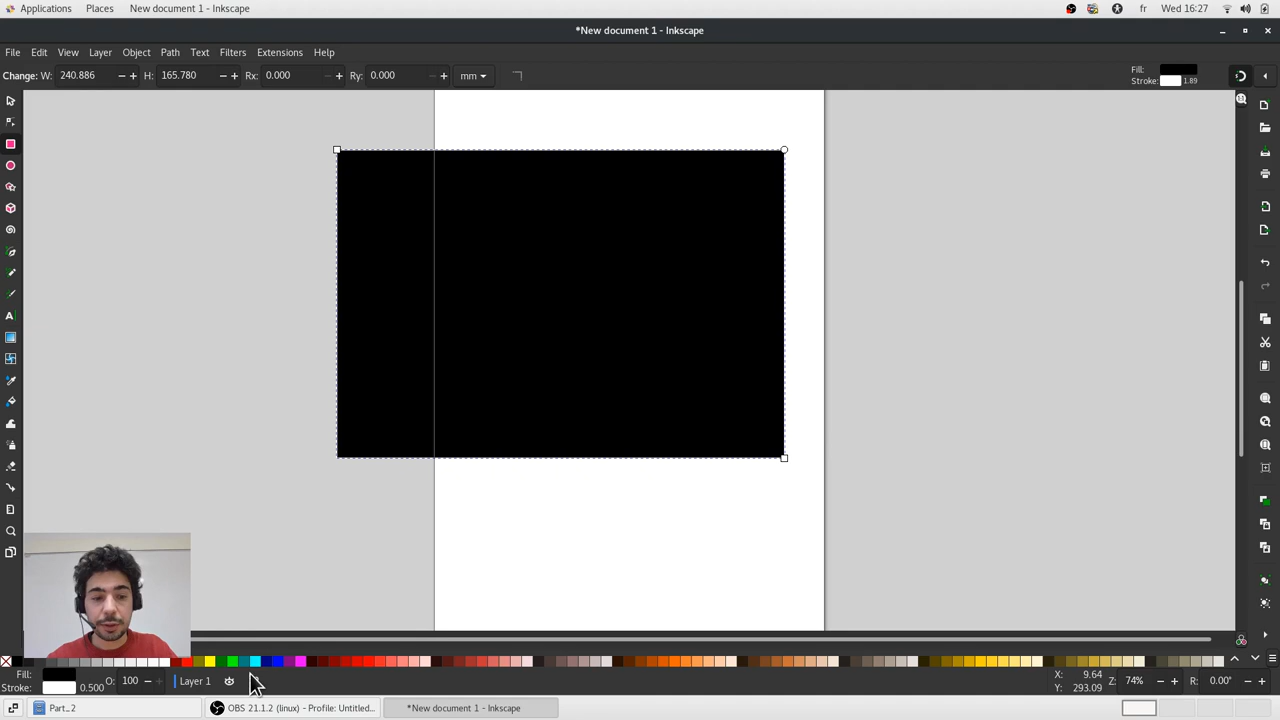 Applications Places New document 1 - Inkscape fr Wed 16:27
*New document 1 - Inkscape
File Edit View Layer Object Path Text Filters Extensions Help
Change: W: 240.886 H: 165.780 Rx: 0.000 Ry: 0.000 mm Fill:
Stroke: 1.89
Fill: O: 100 Layer 1 X: 9.64 Z: 74% R: 0.00°
Stroke: 0.500 Y: 293.09
Part_2 OBS 21.1.2 (linux) - Profile: Untitled... *New document 1 - Inkscape